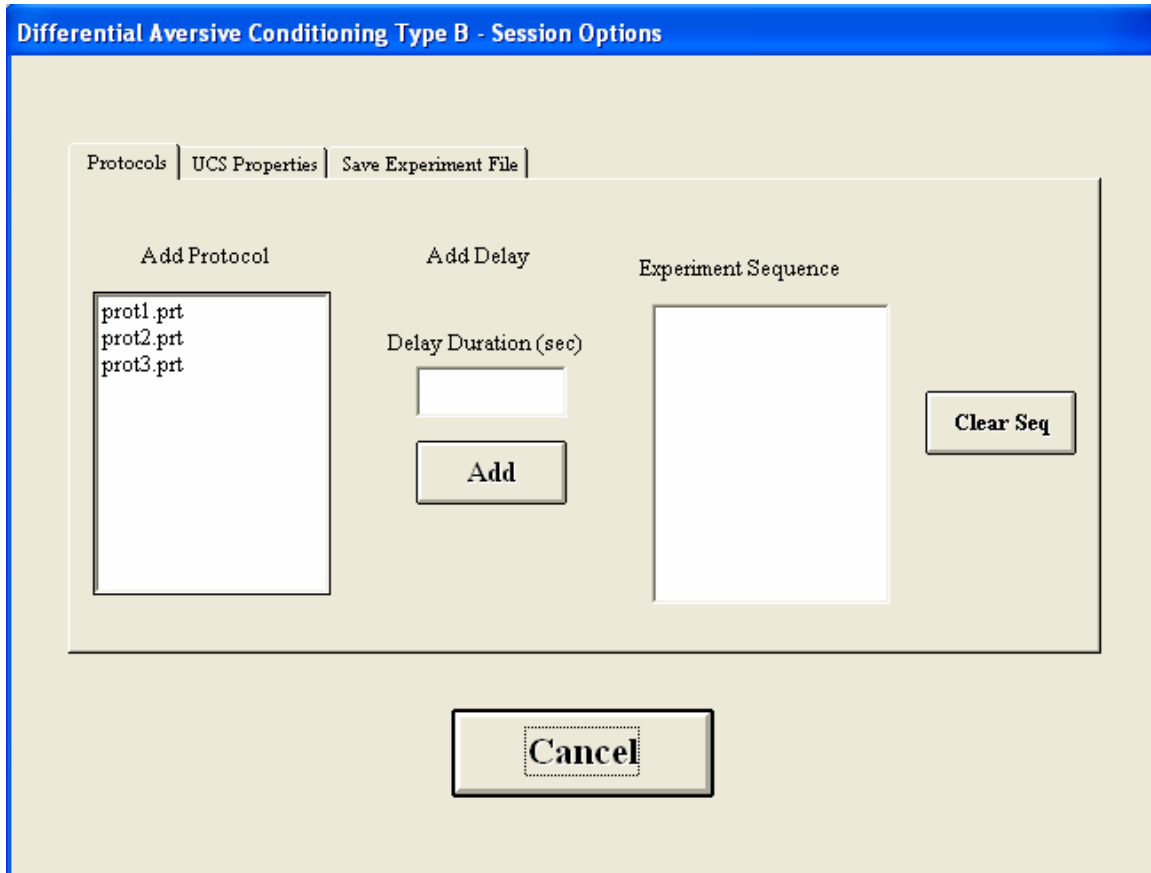 Differential Aversive Conditioning Type B - Session Options
Protocols
UCS Properties
Save Experiment File
Add Protocol
prot1.prt
prot2.prt
prot3.prt
Add Delay
Delay Duration (sec)
Add
Experiment Sequence
Clear Seq
Cancel